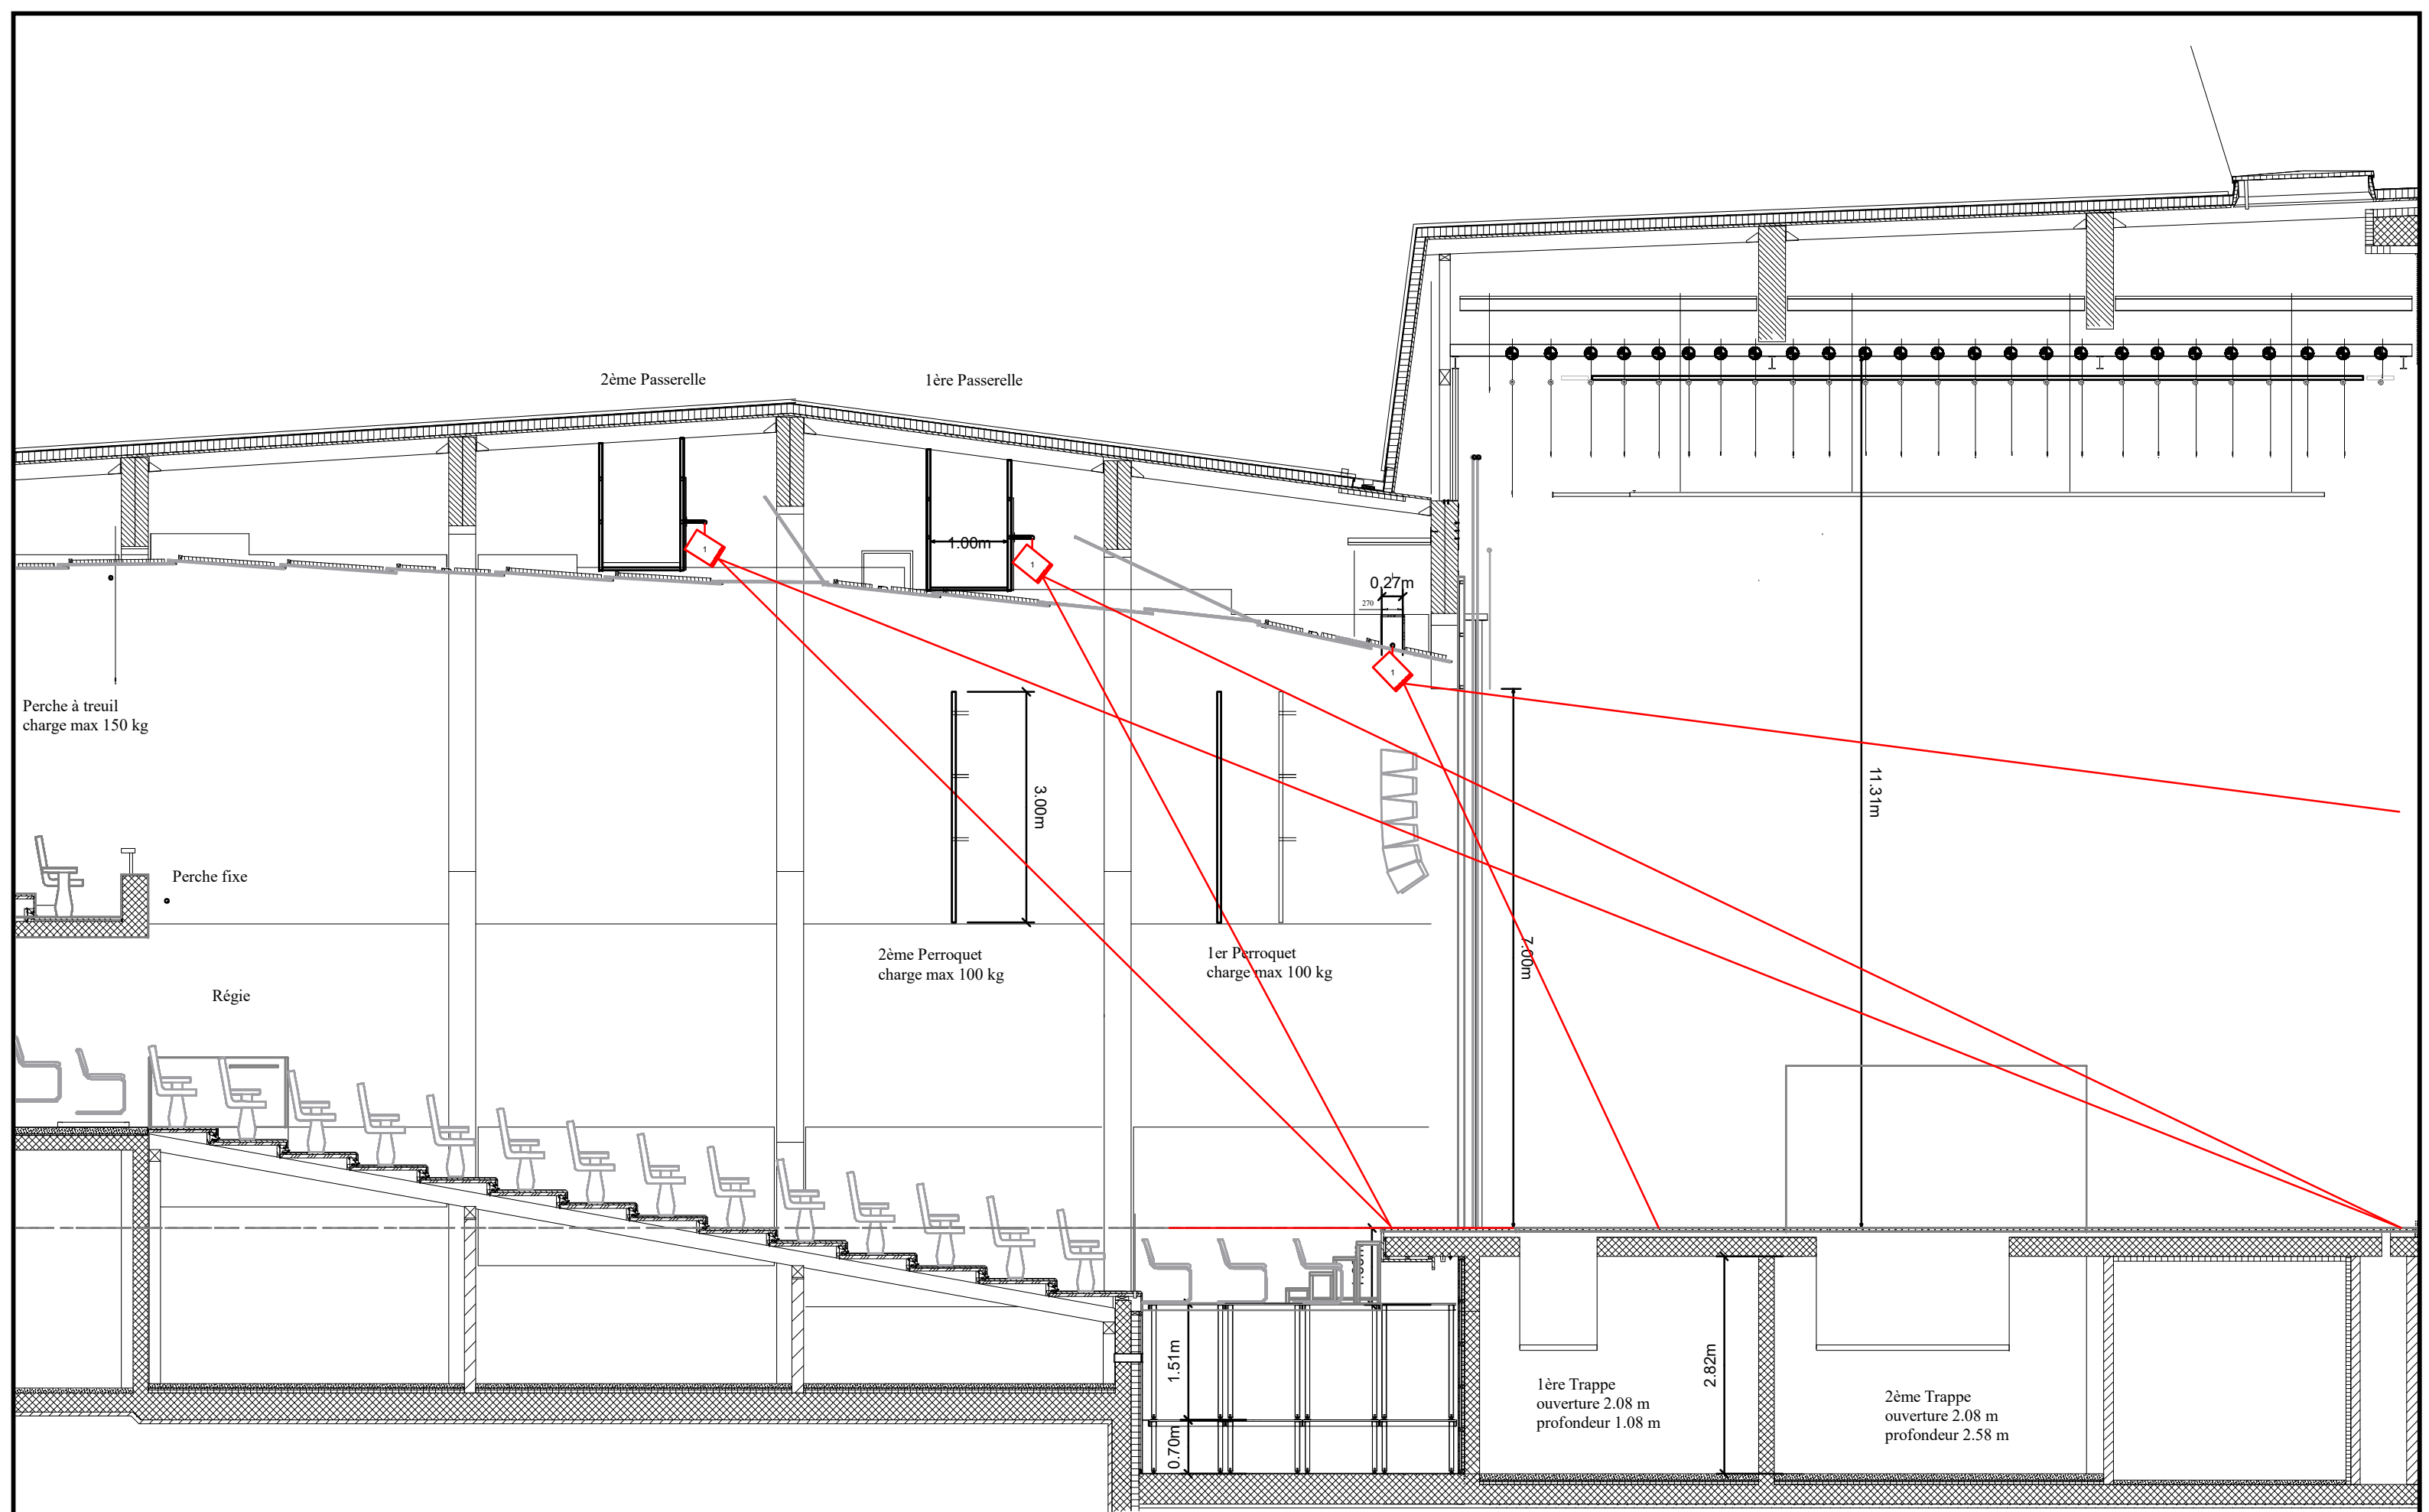 2ème Passerelle
1ère Passerelle
1.00m
1
1
0.27m
270
1
Perche à treuil
charge max 150 kg
3.00m
11.31m
Perche fixe
7.00m
2ème Perroquet
charge max 100 kg
1er Perroquet
charge max 100 kg
Régie
1.51m
2.82m
0.70m
1ère Trappe
ouverture 2.08 m
profondeur 1.08 m
2ème Trappe
ouverture 2.08 m
profondeur 2.58 m